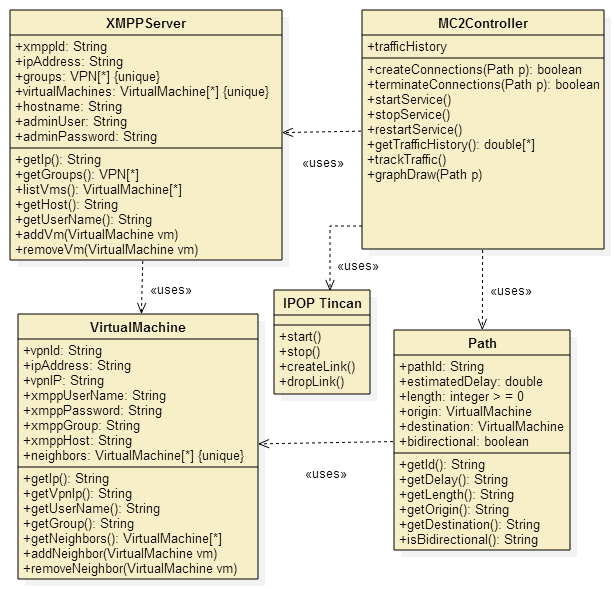 XMPPServer
+xmppId: String
+ipAddress: String
+groups: VPN[*] {unique}
+virtualMachines: VirtualMachine[*] {unique}
+hostname: String
+adminUser: String
+adminPassword: String
+getIp(): String
+getGroups(): VPN[*]
+listVms(): VirtualMachine[*]
+getHost(): String
+getUserName(): String
+addVm(VirtualMachine vm)
+removeVm(VirtualMachine vm)
MC2Controller
+trafficHistory
+createConnections(Path p): boolean
+terminateConnections(Path p): boolean
+startService()
+stopService()
+restartService()
+getTrafficHistory(): double[*]
+trackTraffic()
+graphDraw(Path p)
«uses»
«uses»
«uses»
«uses»
IPOP Tincan
+start()
+stop()
+createLink()
+dropLink()
VirtualMachine
+vpnId: String
+ipAddress: String
+vpnIP: String
+xmppUserName: String
+xmppPassword: String
+xmppGroup: String
+xmppHost: String
+neighbors: VirtualMachine[*] {unique}
+getIp(): String
+getVpnIp(): String
+getUserName(): String
+getGroup(): String
+getNeighbors(): VirtualMachine[*]
+addNeighbor(VirtualMachine vm)
+removeNeighbor(VirtualMachine vm)
«uses»
Path
+pathId: String
+estimatedDelay: double
+length: integer > = 0
+origin: VirtualMachine
+destination: VirtualMachine
+bidirectional: boolean
+getId(): String
+getDelay(): String
+getLength(): String
+getOrigin(): String
+getDestination(): String
+isBidirectional(): String